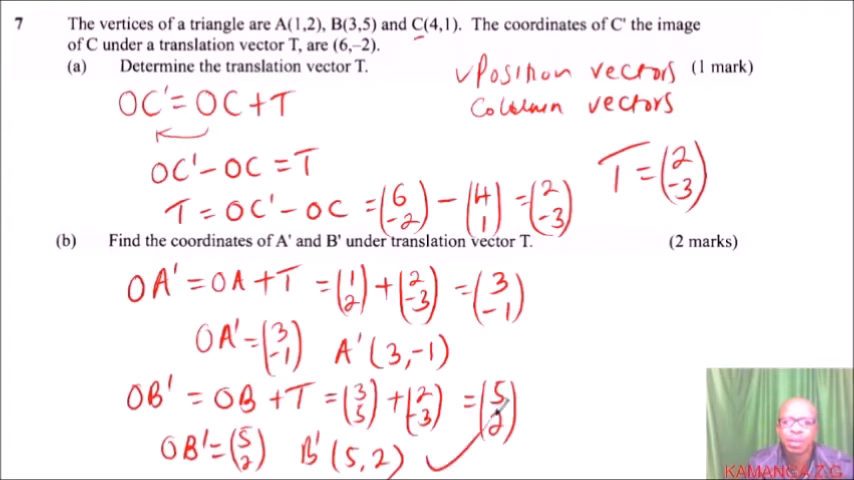 7 The vertices of a triangle are A(1,2), B(3,5) and C(4,1). The coordinates of C' the image
of C under a translation vector T, are (6,–2).
(a) Determine the translation vector T. (1 mark)
√Position vectors
Column vectors
OC' = OC + T
OC' - OC = T
T = OC' - OC = (6 -2) - (4 1) = (2 -3)
T = (2 -3)
(b) Find the coordinates of A' and B' under translation vector T. (2 marks)
OA' = OA + T = (1 2) + (2 -3) = (3 -1)
OA' = (3 -1) A' (3, -1)
OB' = OB + T = (3 5) + (2 -3) = (5 2)
OB' = (5 2) B' (5, 2)
KAMANGA Z.G